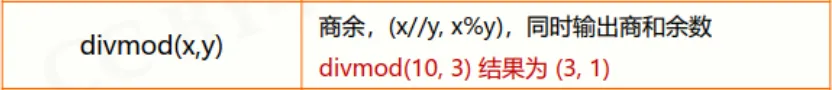 divmod(x,y)
商余，(x//y, x%y)，同时输出商和余数
divmod(10, 3) 结果为 (3, 1)